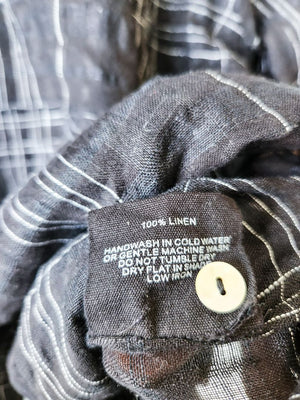 100% LINEN
HANDWASH IN COLD WATER
OR GENTLE MACHINE WASH
DO NOT TUMBLE DRY
DRY FLAT IN SHADE
LOW IRON